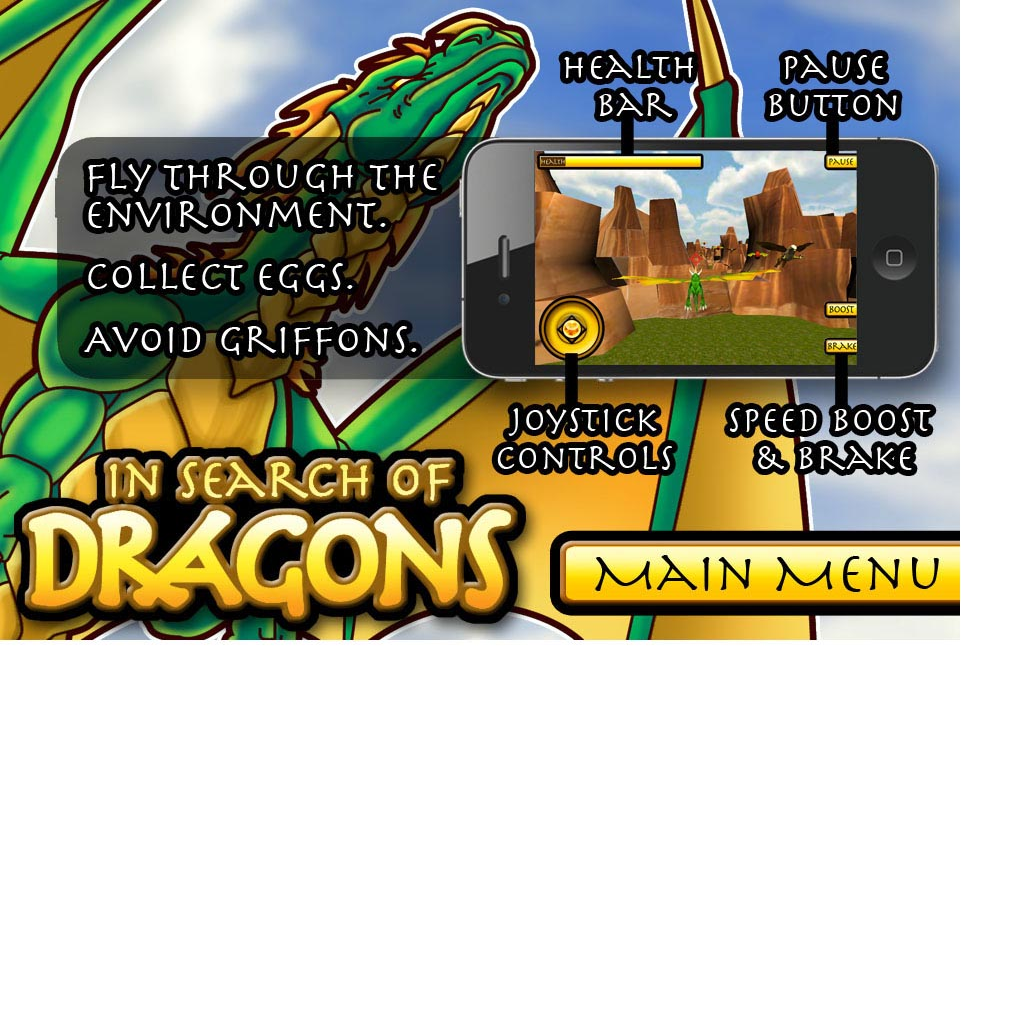 HEALTH
BAR
PAUSE
BUTTON
FLY THROUGH THE
ENVIRONMENT.
COLLECT EGGS.
AVOID GRIFFONS.
HEALTH
PAUSE
BOOST
BRAKE
JOYSTICK
CONTROLS
SPEED BOOST
& BRAKE
IN SEARCH OF
DRAGONS
MAIN MENU